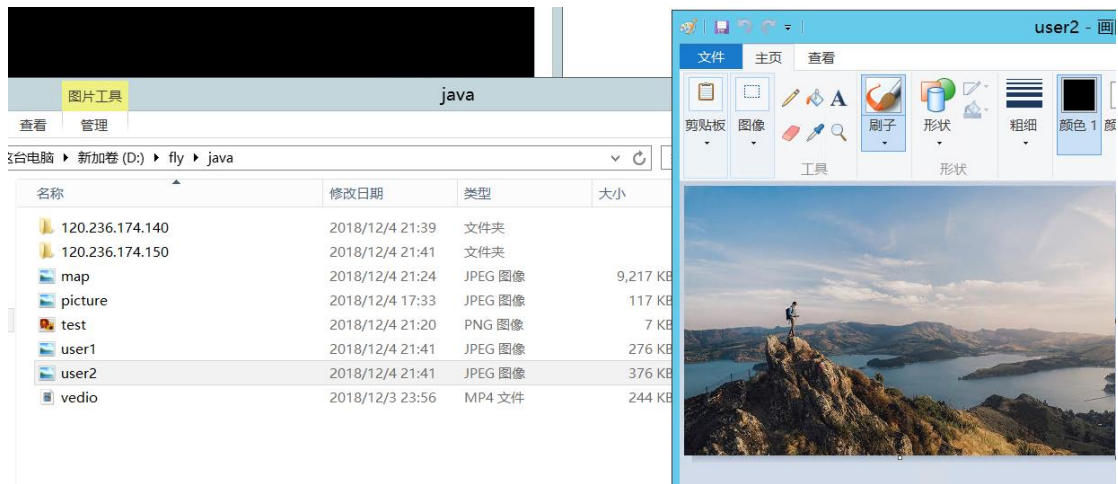 图片工具
java
查看
管理
这台电脑 ▸ 新加卷 (D:) ▸ fly ▸ java
名称
修改日期
类型
大小
120.236.174.140
2018/12/4 21:39
文件夹
120.236.174.150
2018/12/4 21:41
文件夹
map
2018/12/4 21:24
JPEG 图像
9,217 KB
picture
2018/12/4 17:33
JPEG 图像
117 KB
test
2018/12/4 21:20
PNG 图像
7 KB
user1
2018/12/4 21:41
JPEG 图像
276 KB
user2
2018/12/4 21:41
JPEG 图像
376 KB
vedio
2018/12/3 23:56
MP4 文件
244 KB
user2 - 画
文件
主页
查看
剪贴板
图像
A
工具
刷子
形状
形状
粗细
颜色 1
颜